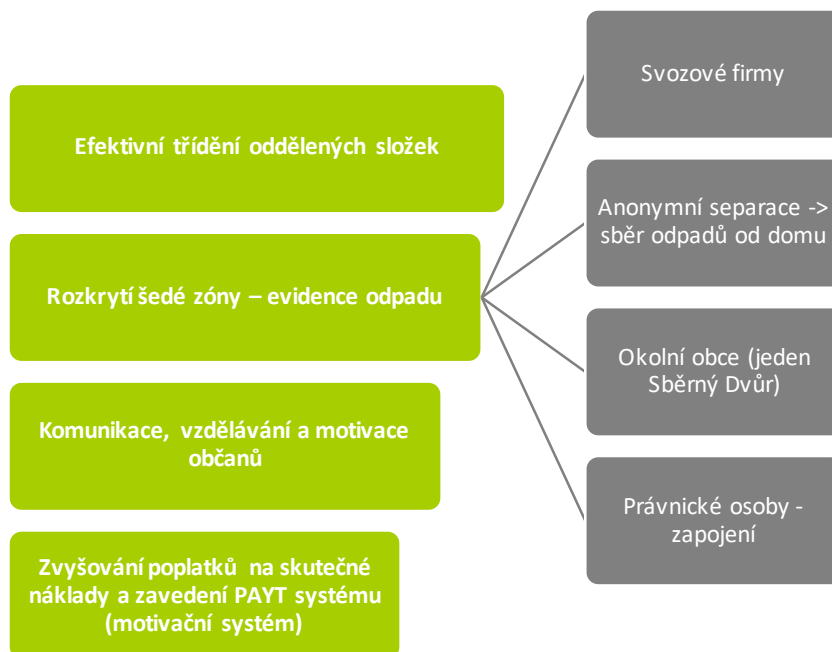 Efektivní třídění oddělených složek
Rozkrytí šedé zóny – evidence odpadu
Komunikace, vzdělávání a motivace
občanů
Zvyšování poplatků na skutečné
náklady a zavedení PAYT systému
(motivační systém)
Svozové firmy
Anonymní separace ->
sběr odpadů od domu
Okolní obce (jeden
Sběrný Dvůr)
Právnické osoby -
zapojení